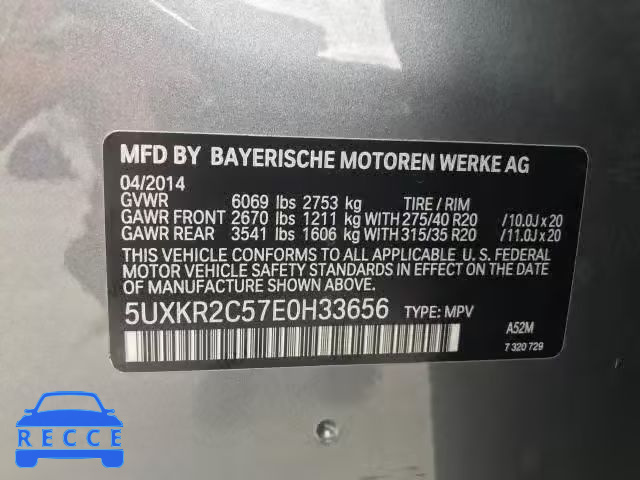 MFD BY BAYERISCHE MOTOREN WERKE AG
04/2014
GVWR 6069 lbs 2753 kg TIRE / RIM
GAWR FRONT 2670 lbs 1211 kg WITH 275/40 R20 /10.0J x 20
GAWR REAR 3541 lbs 1606 kg WITH 315/35 R20 /11.0J x 20
THIS VEHICLE CONFORMS TO ALL APPLICABLE U. S. FEDERAL
MOTOR VEHICLE SAFETY STANDARDS IN EFFECT ON THE DATE
OF MANUFACTURE SHOWN ABOVE.
5UXKR2C57E0H33656 TYPE: MPV
A52M
7 320 729
RECCE